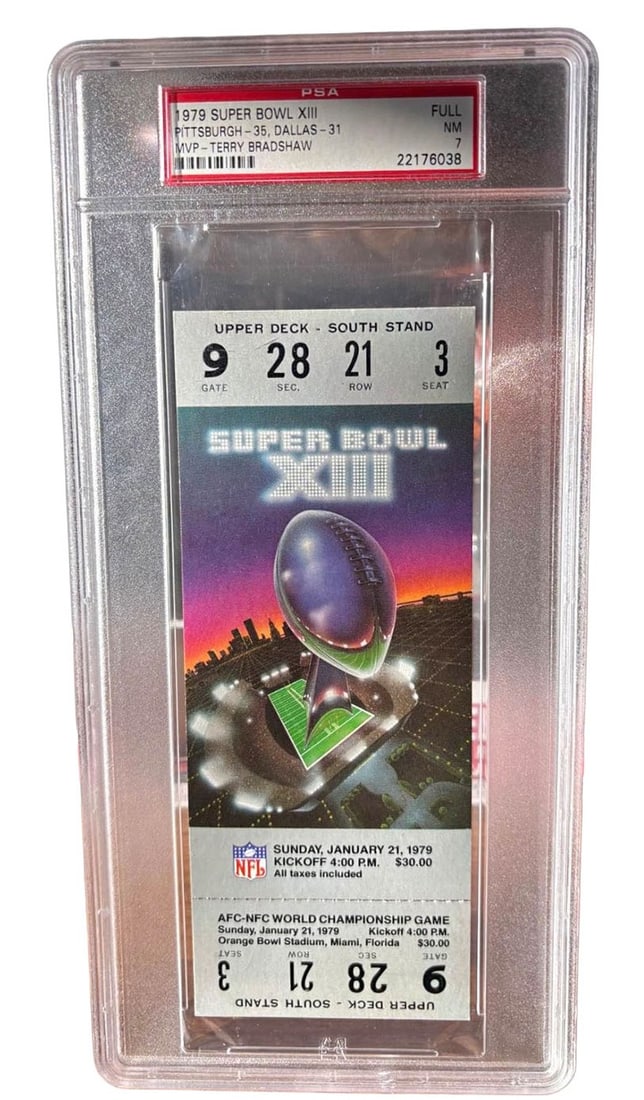 PSA
1979 SUPER BOWL XIII FULL
PITTSBURGH-35, DALLAS-31 NM
MVP-TERRY BRADSHAW 7
22176038
UPPER DECK - SOUTH STAND
9 28 21 3
GATE SEC. ROW SEAT
SUPER BOWL
XIII
NFL
SUNDAY, JANUARY 21, 1979
KICKOFF 4:00 P.M. $30.00
All taxes included
AFC-NFC WORLD CHAMPIONSHIP GAME
Sunday, January 21, 1979 Kickoff 4:00 P.M.
Orange Bowl Stadium, Miami, Florida $30.00
UPPER DECK - SOUTH STAND
9 28 21 3
GATE SEC ROW SEAT